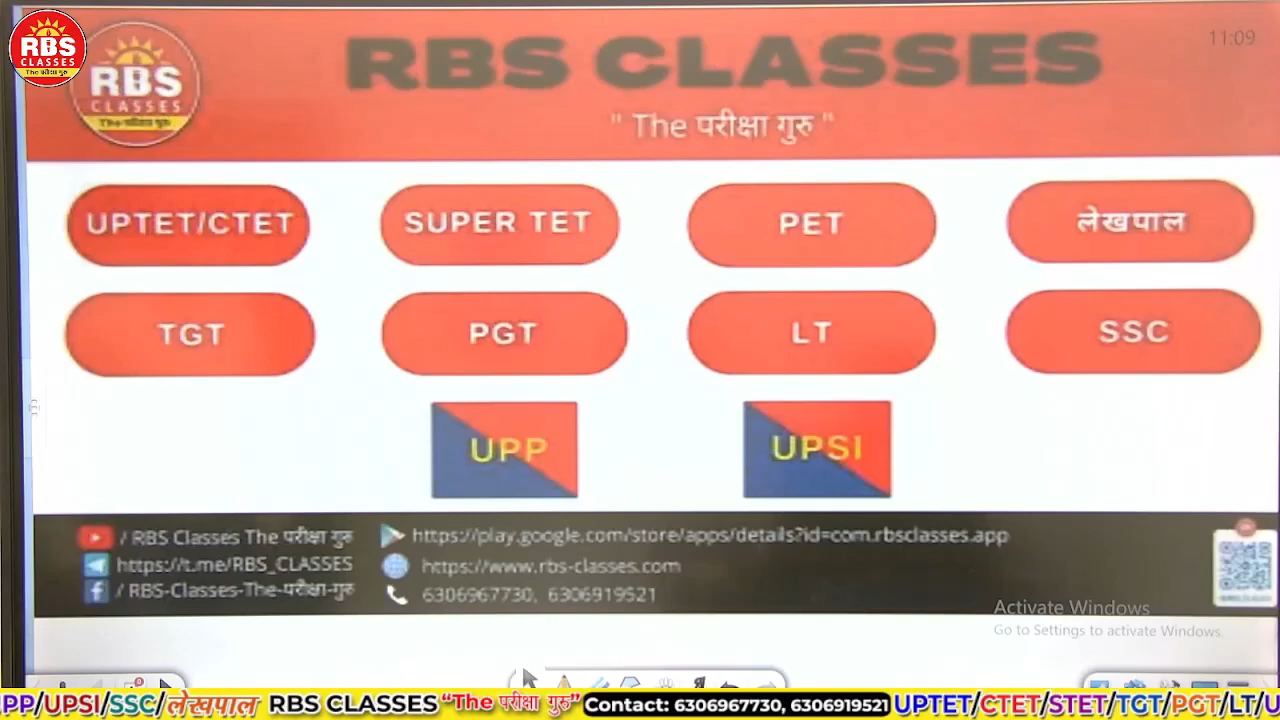 RBS
CLASSES
The परीक्षा गुरु
RBS
CLASSES
The परीक्षा गुरु
RBS CLASSES
" The परीक्षा गुरु "
11:09
UPTET/CTET
SUPER TET
PET
लेखपाल
TGT
PGT
LT
SSC
UPP
UPSI
/ RBS Classes The परीक्षा गुरु
https://t.me/RBS_CLASSES
/ RBS-Classes-The-परीक्षा-गुरु
https://play.google.com/store/apps/details?id=com.rbsclasses.app
https://www.rbs-classes.com
6306967730, 6306919521
Activate Windows
Go to Settings to activate Windows.
PP/UPSI/SSC/लेखपाल RBS CLASSES "The परीक्षा गुरु" Contact: 6306967730, 6306919521 UPTET/CTET/STET/TGT/PGT/LT/U